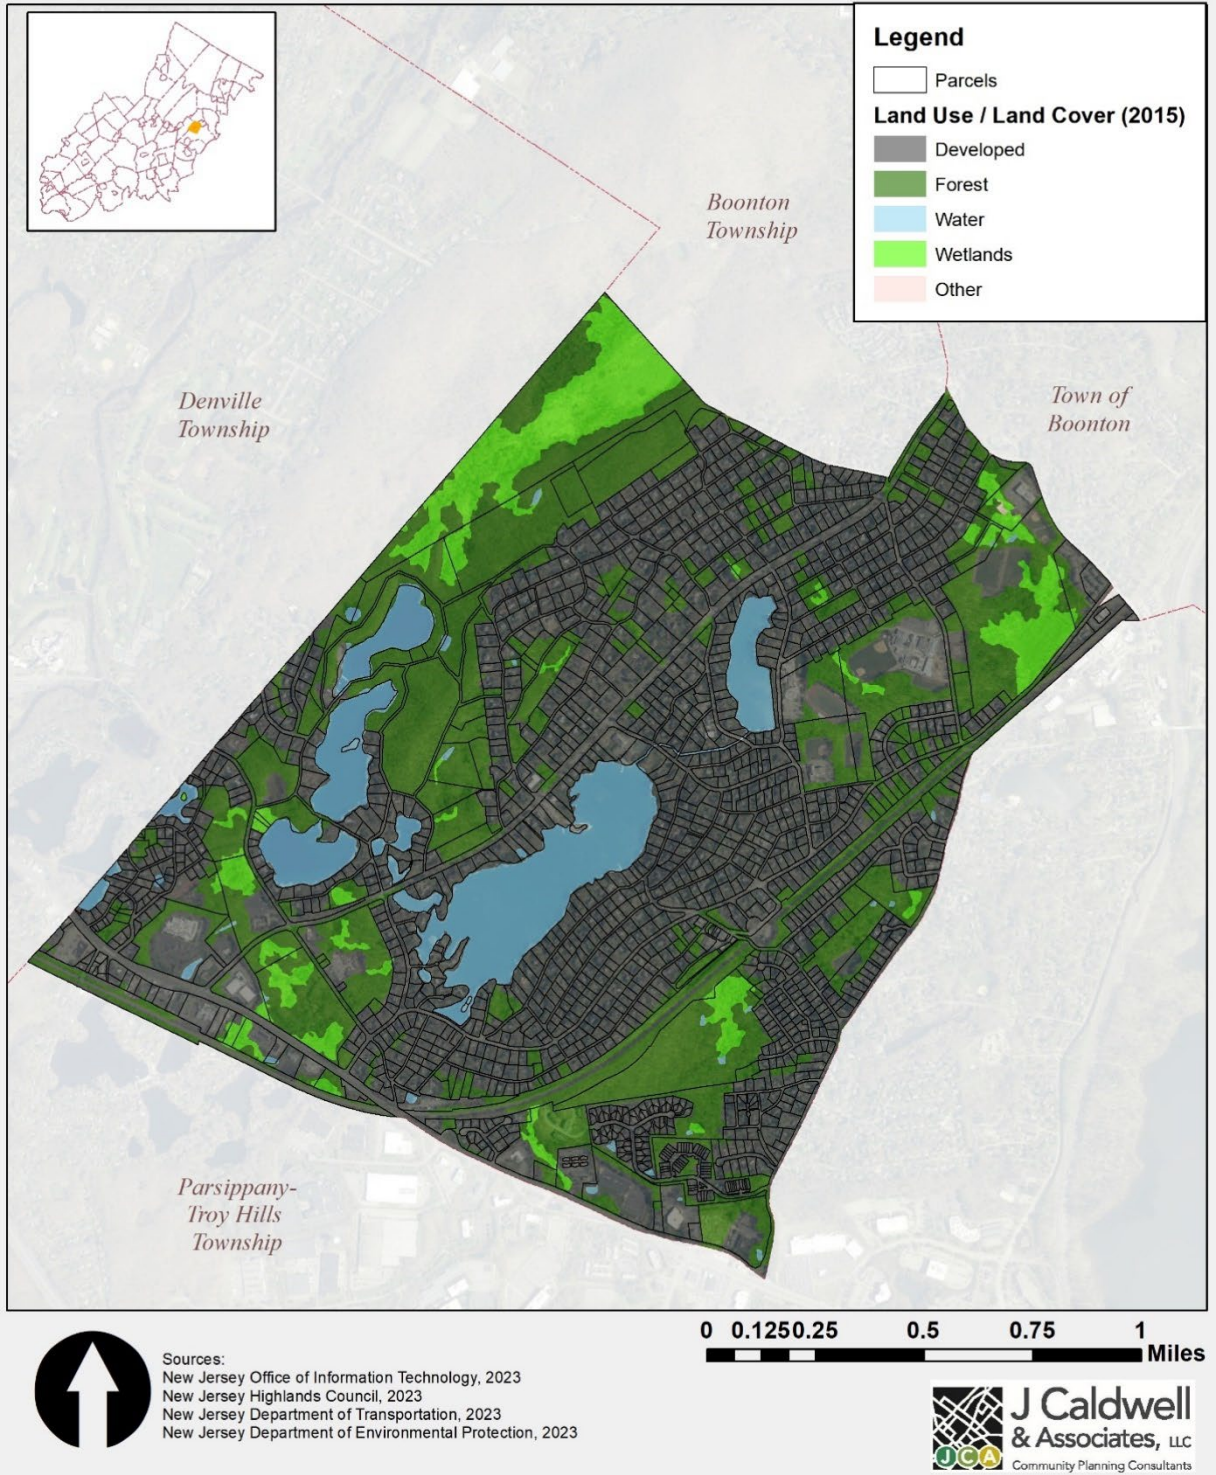 Legend
Parcels
Land Use / Land Cover (2015)
Developed
Forest
Water
Wetlands
Other
Boonton
Township
Town of
Boonton
Denville
Township
Parsippany-
Troy Hills
Township
0 0.125 0.25 0.5 0.75 1
Miles
Sources:
New Jersey Office of Information Technology, 2023
New Jersey Highlands Council, 2023
New Jersey Department of Transportation, 2023
New Jersey Department of Environmental Protection, 2023
J Caldwell
& Associates, LLC
JCA
Community Planning Consultants